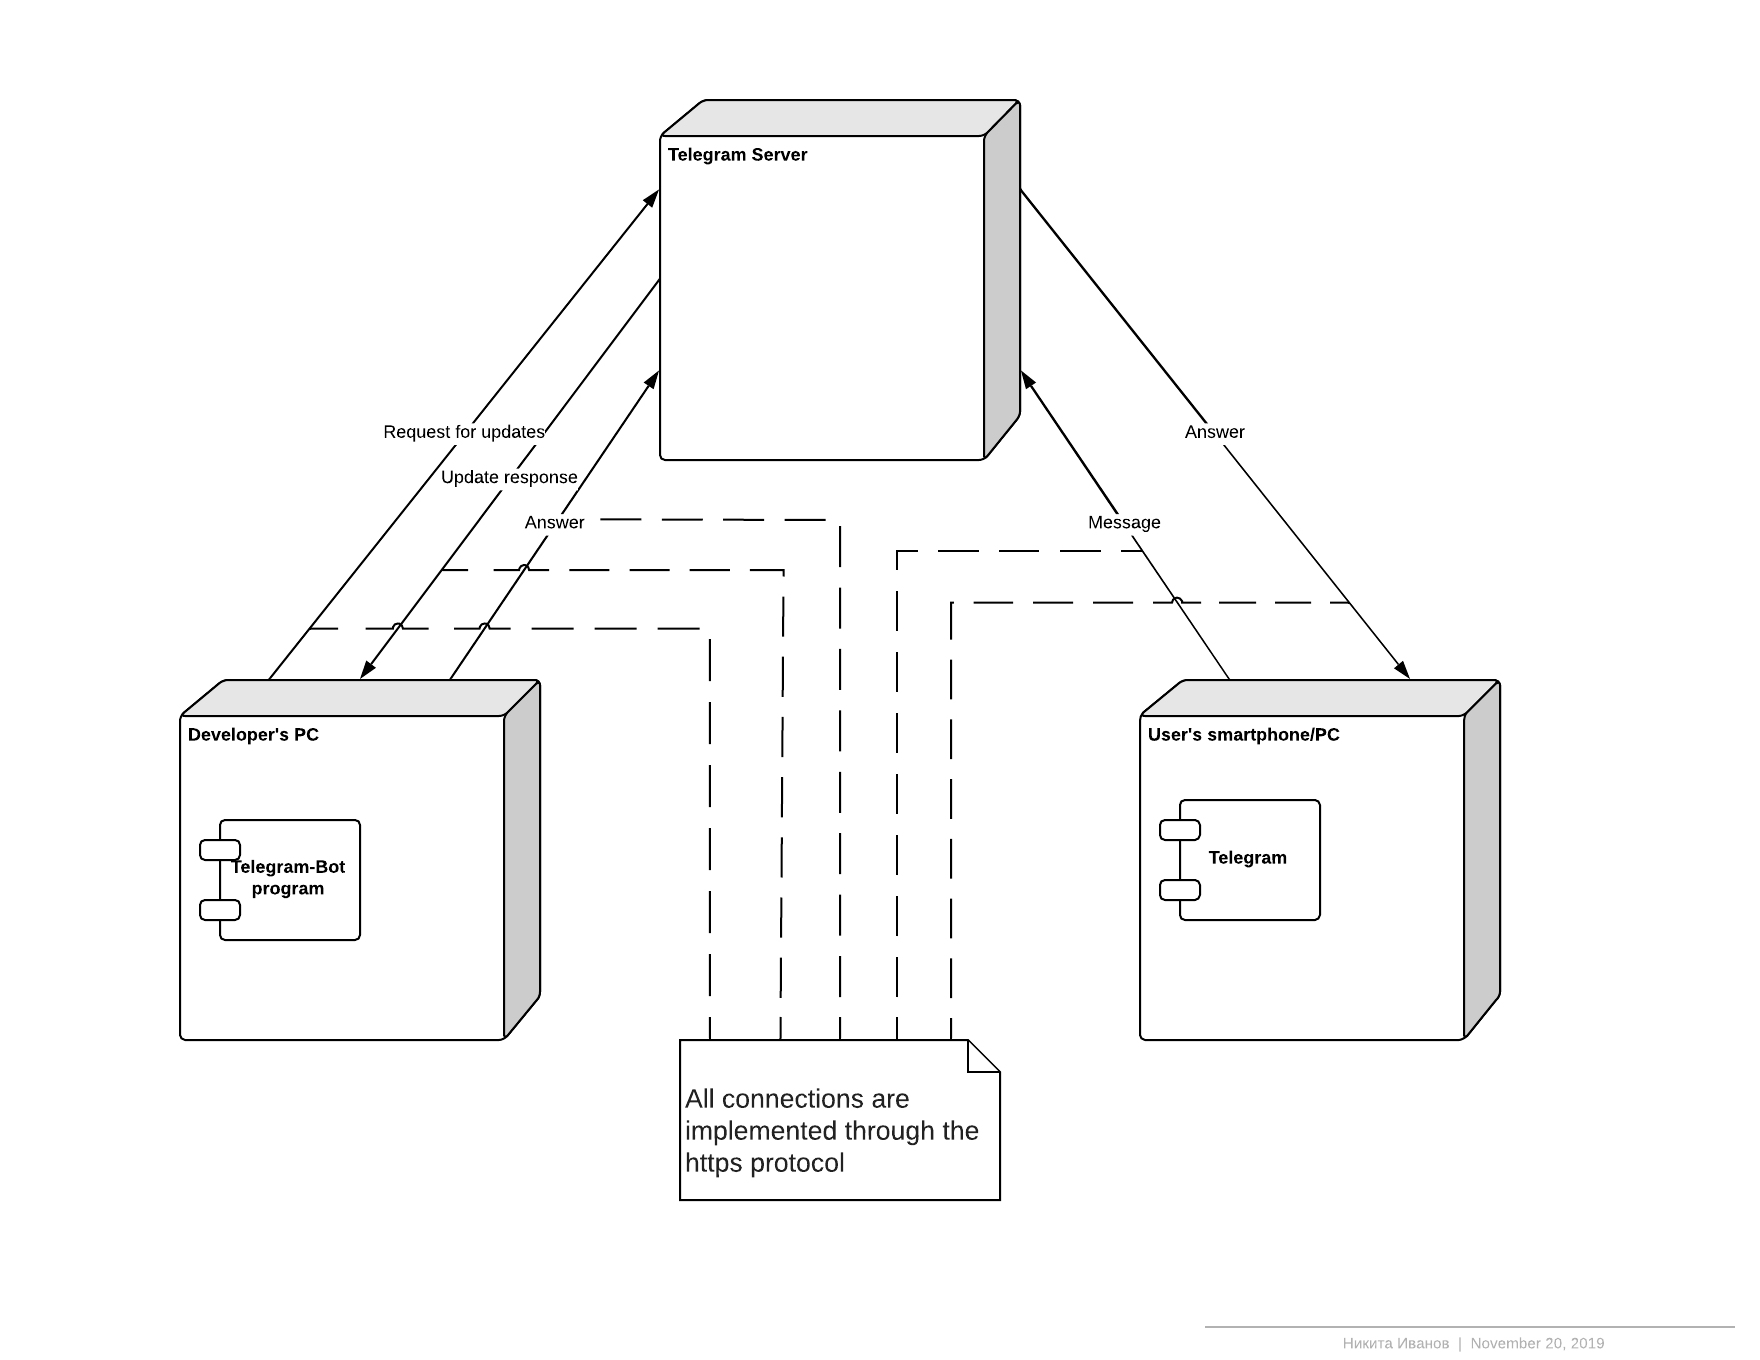 Telegram Server
Request for updates
Answer
Update response
Answer
Message
Developer's PC
User's smartphone/PC
Telegram-Bot
program
Telegram
All connections are
implemented through the
https protocol
Никита Иванов | November 20, 2019